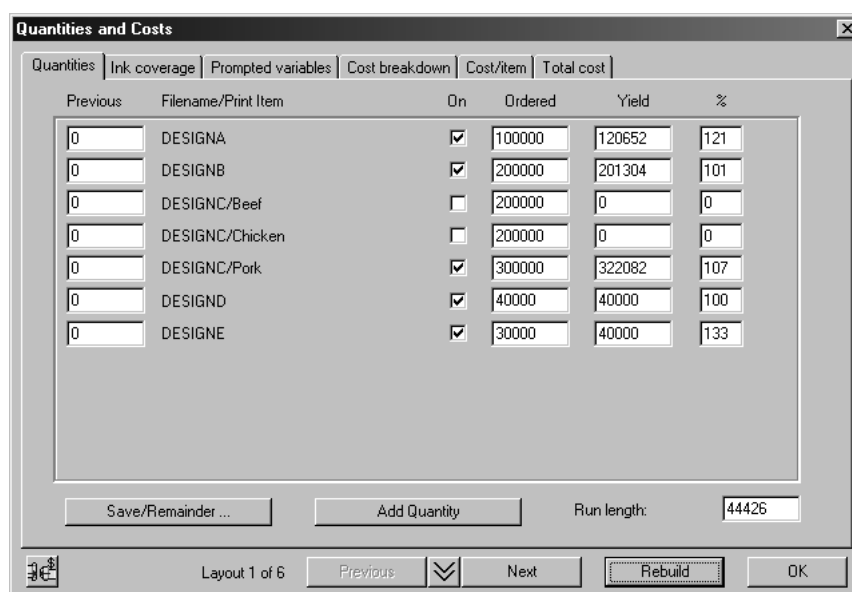 Quantities and Costs
Quantities Ink coverage Prompted variables Cost breakdown Cost/item Total cost
Previous Filename/Print Item On Ordered Yield %
0 DESIGNA 100000 120652 121
0 DESIGNB 200000 201304 101
0 DESIGNC/Beef 200000 0 0
0 DESIGNC/Chicken 200000 0 0
0 DESIGNC/Pork 300000 322082 107
0 DESIGND 40000 40000 100
0 DESIGNE 30000 40000 133
Save/Remainder ... Add Quantity Run length: 44426
Layout 1 of 6 Previous Next Rebuild OK